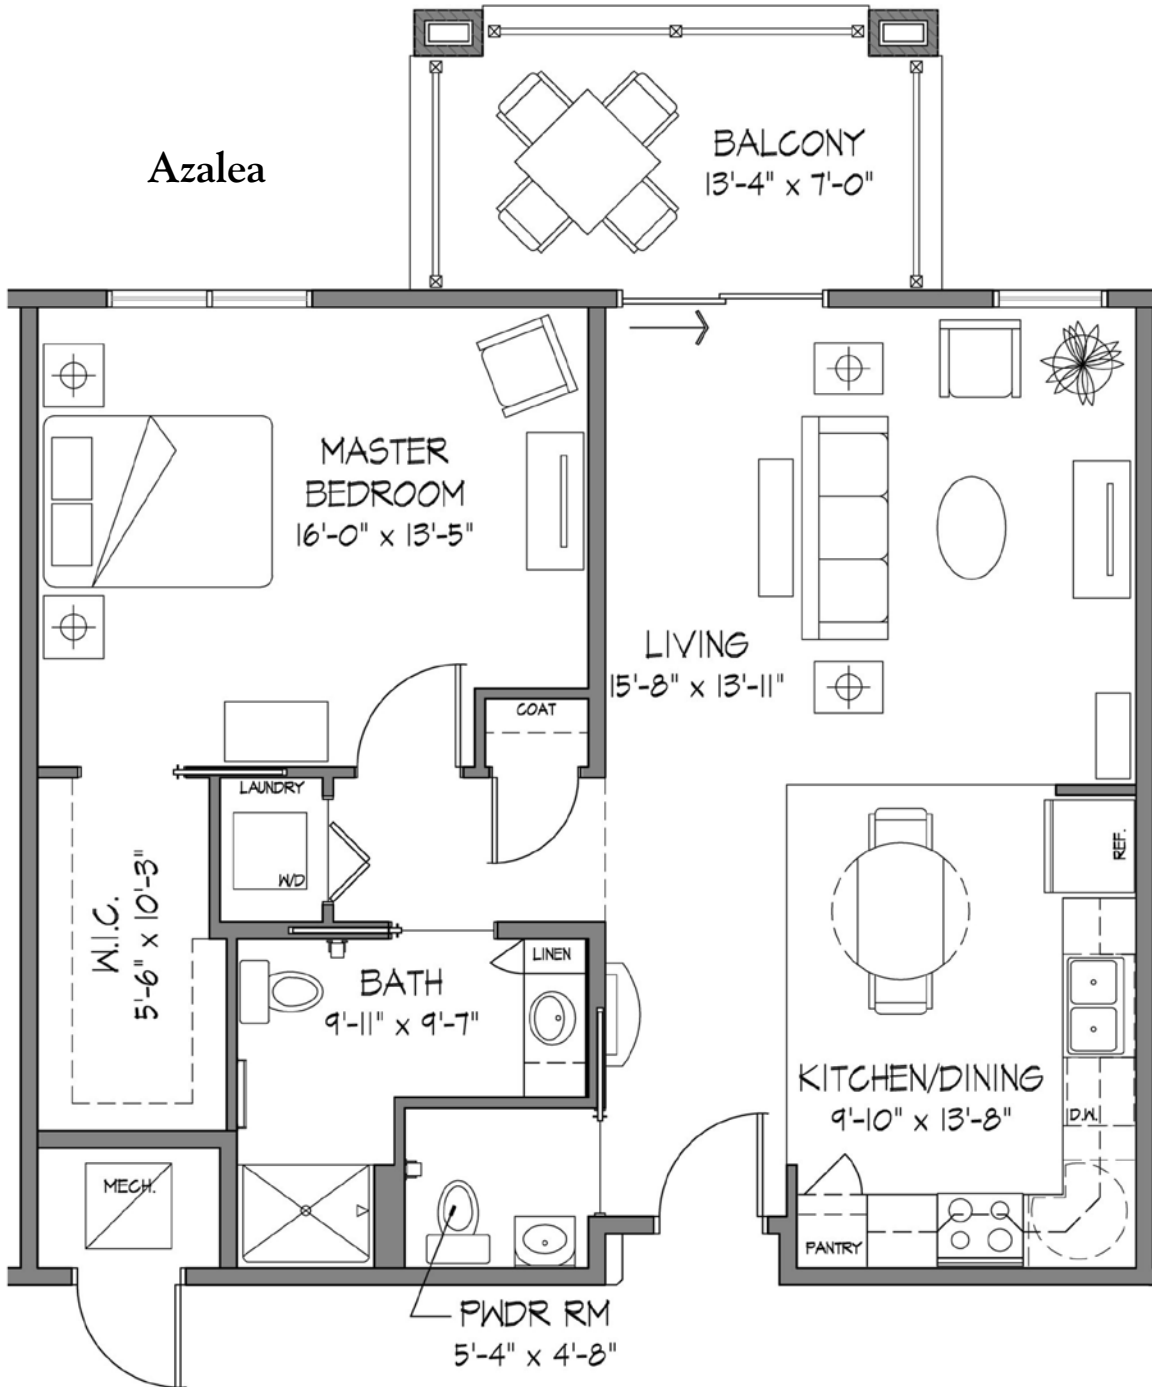 Azalea
BALCONY
13'-4" x 7'-0"
MASTER
BEDROOM
16'-0" x 13'-5"
LIVING
15'-8" x 13'-11"
COAT
LAUNDRY
W/D
REF.
W.I.C.
5'-6" x 10'-3"
LINEN
BATH
9'-11" x 9'-7"
KITCHEN/DINING
9'-10" x 13'-8"
D.W.
MECH.
PANTRY
PWDR RM
5'-4" x 4'-8"